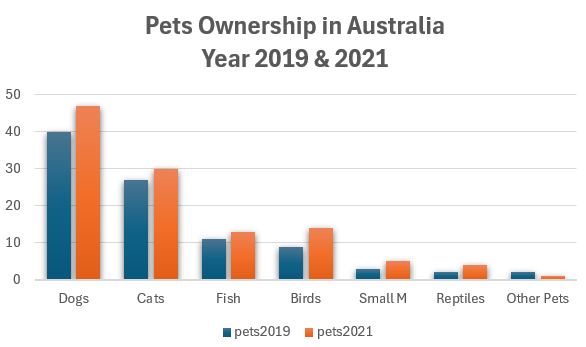 Pets Ownership in Australia
Year 2019 & 2021
50
40
30
20
10
0
Dogs Cats Fish Birds Small M Reptiles Other Pets
pets2019 pets2021